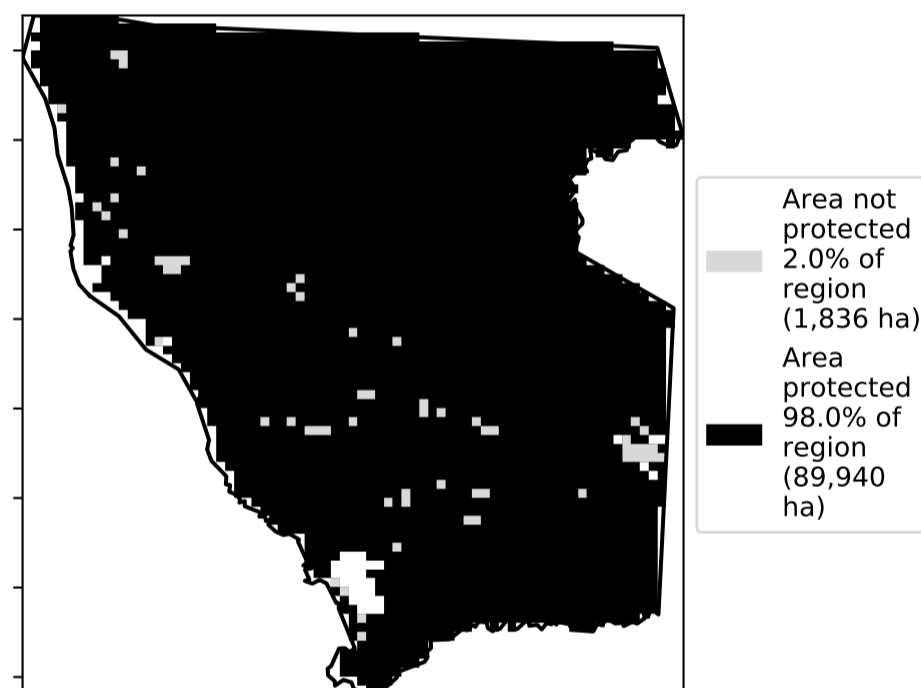 Area not
protected
2.0% of
region
(1,836 ha)
Area
protected
98.0% of
region
(89,940
ha)